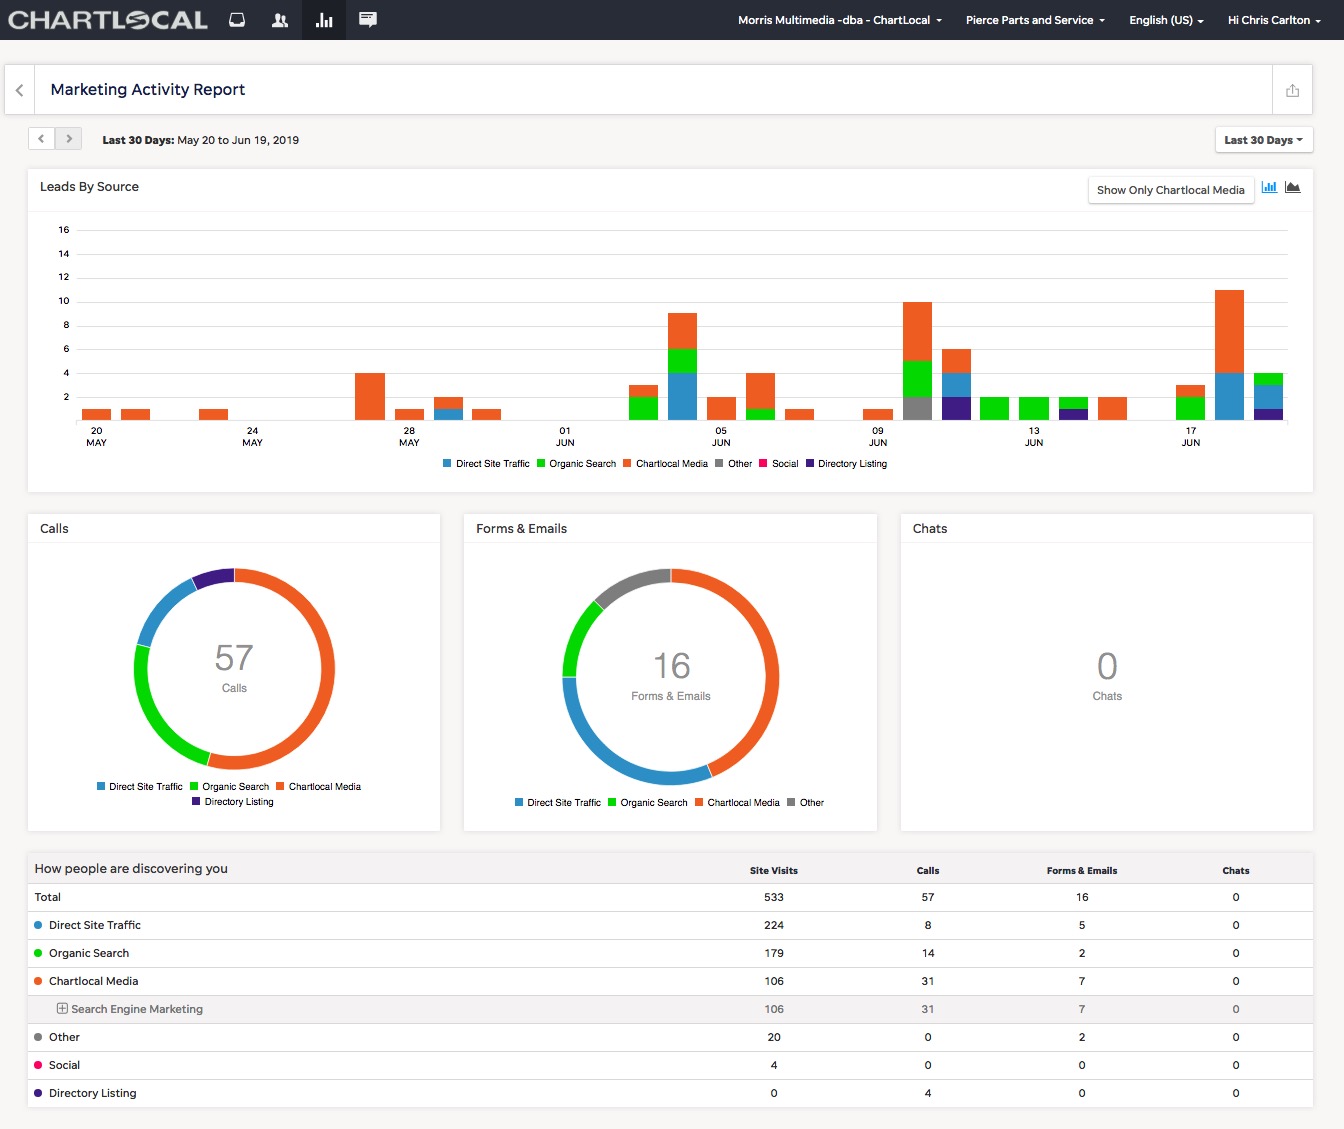 CHARTLOCAL Morris Multimedia -dba - ChartLocal Pierce Parts and Service English (US) Hi Chris Carlton
Marketing Activity Report
Last 30 Days: May 20 to Jun 19, 2019 Last 30 Days
Leads By Source Show Only Chartlocal Media
16
14
12
10
8
6
4
2
20 24 28 01 05 09 13 17
MAY MAY MAY JUN JUN JUN JUN JUN
Direct Site Traffic Organic Search Chartlocal Media Other Social Directory Listing
Calls
57
Calls
Direct Site Traffic Organic Search Chartlocal Media
Directory Listing
Forms & Emails
16
Forms & Emails
Direct Site Traffic Organic Search Chartlocal Media Other
Chats
0
Chats
How people are discovering you Site Visits Calls Forms & Emails Chats
Total 533 57 16 0
Direct Site Traffic 224 8 5 0
Organic Search 179 14 2 0
Chartlocal Media 106 31 7 0
Search Engine Marketing 106 31 7 0
Other 20 0 2 0
Social 4 0 0 0
Directory Listing 0 4 0 0